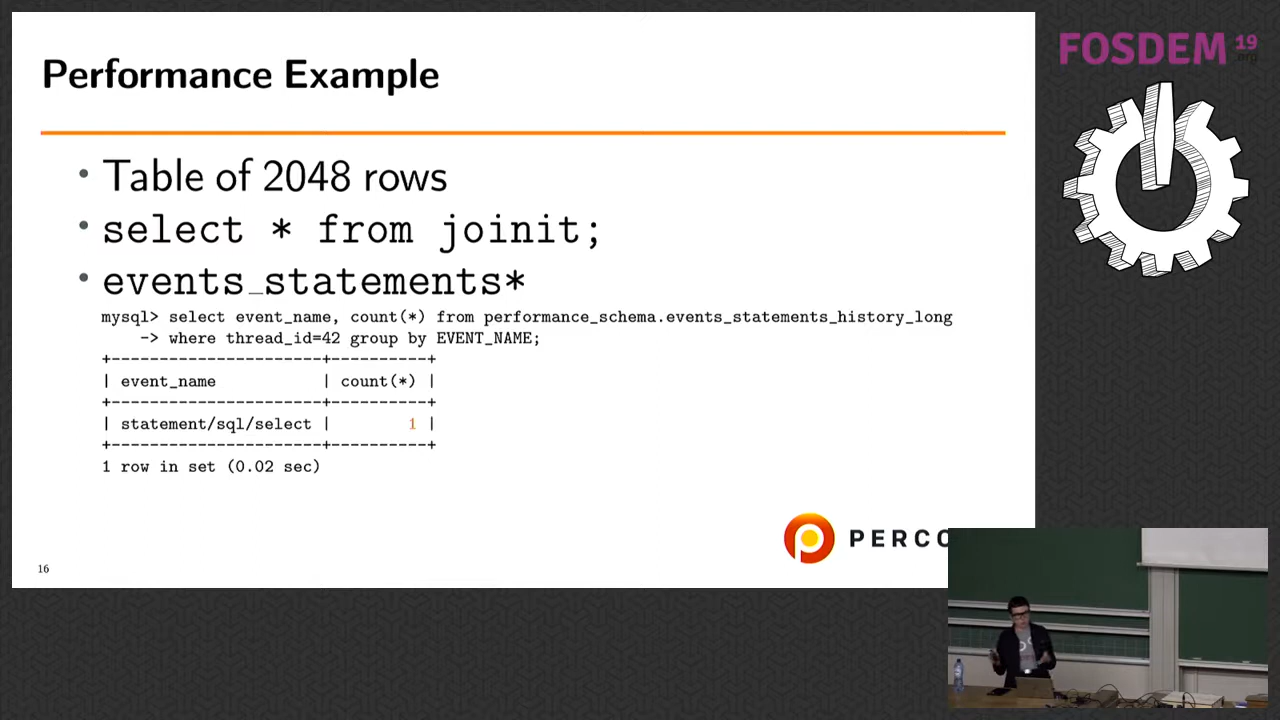 Performance Example
• Table of 2048 rows
• select * from joinit;
• events_statements*
mysql> select event_name, count(*) from performance_schema.events_statements_history_long
    -> where thread_id=42 group by EVENT_NAME;
+----------------------+----------+
| event_name           | count(*) |
+----------------------+----------+
| statement/sql/select |        1 |
+----------------------+----------+
1 row in set (0.02 sec)
16
FOSDEM 19
.org